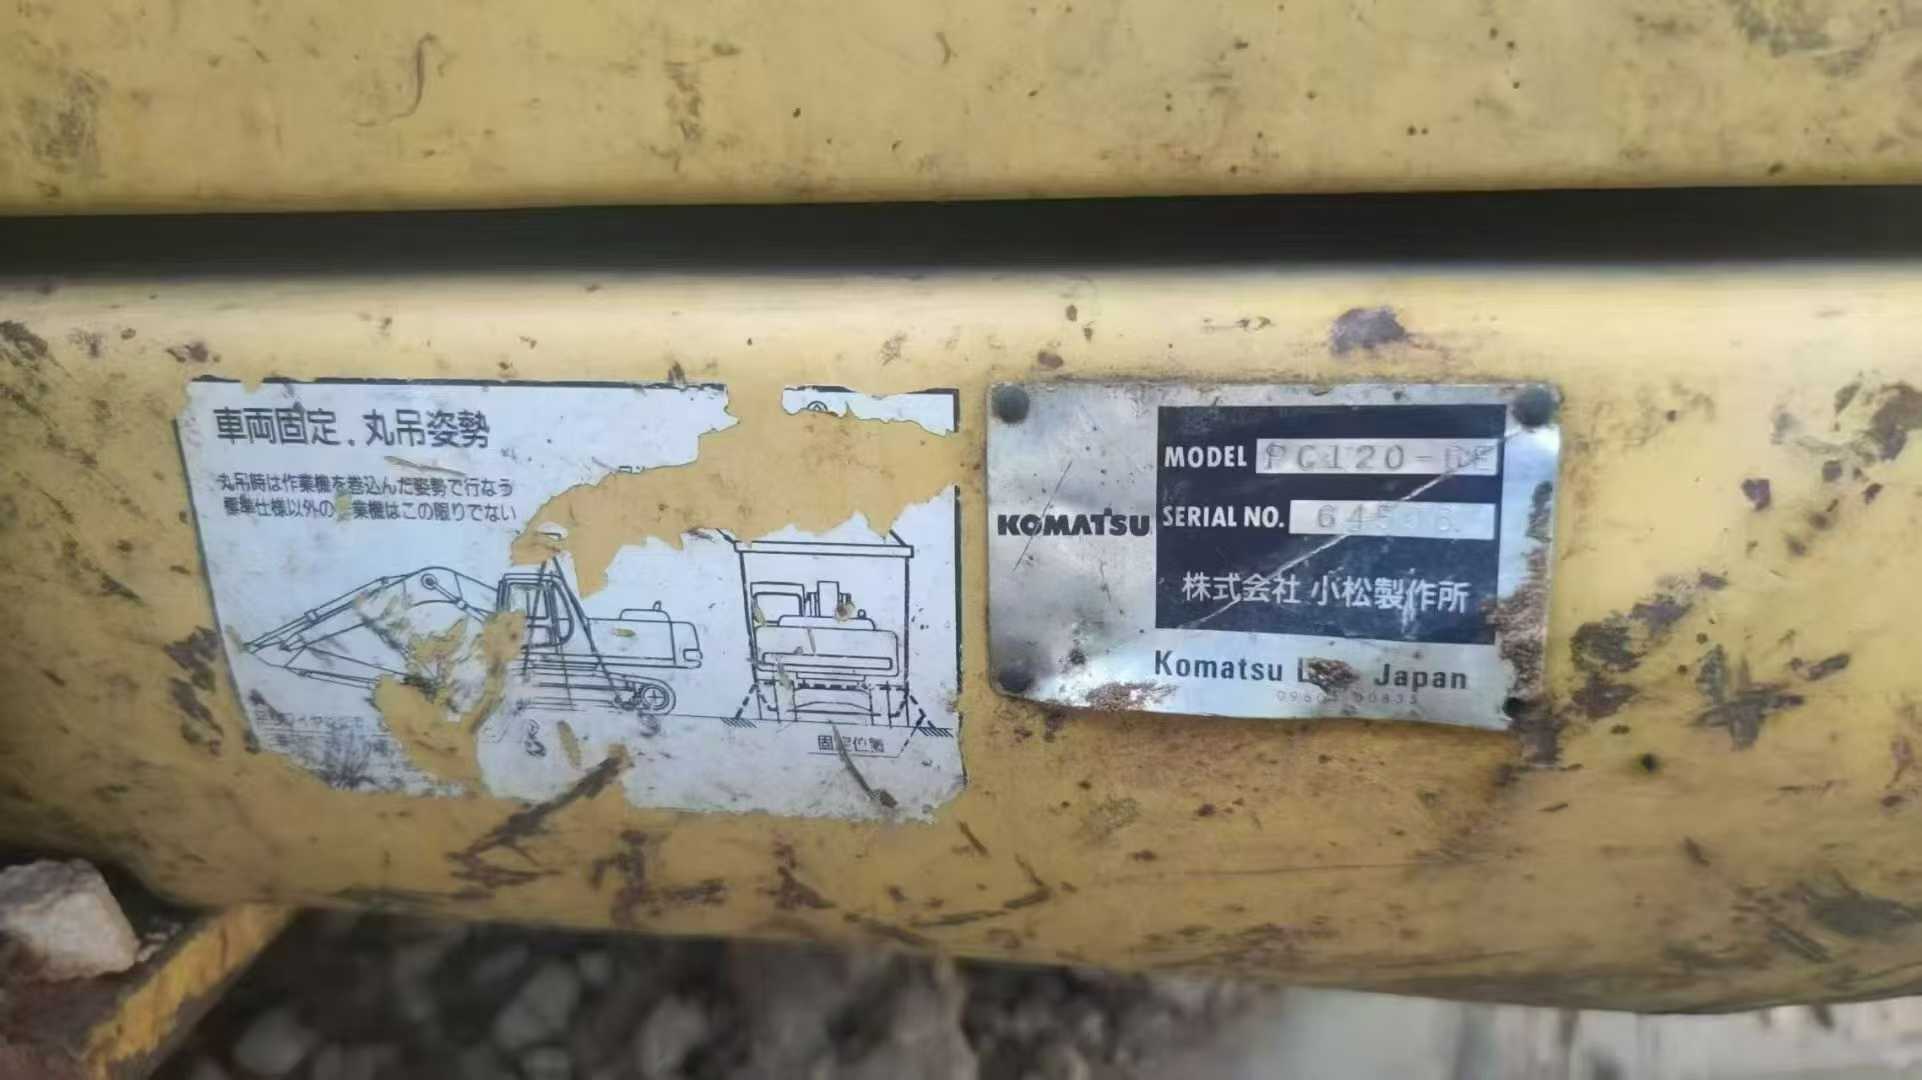 車両固定．丸吊姿勢
丸吊時は作業機を巻込んだ姿勢で行なう
標準仕様以外の業機はこの限りでない
固定位置
KOMATSU
MODEL
SERIAL NO.
株式会社 小松製作所
Komatsu Japan